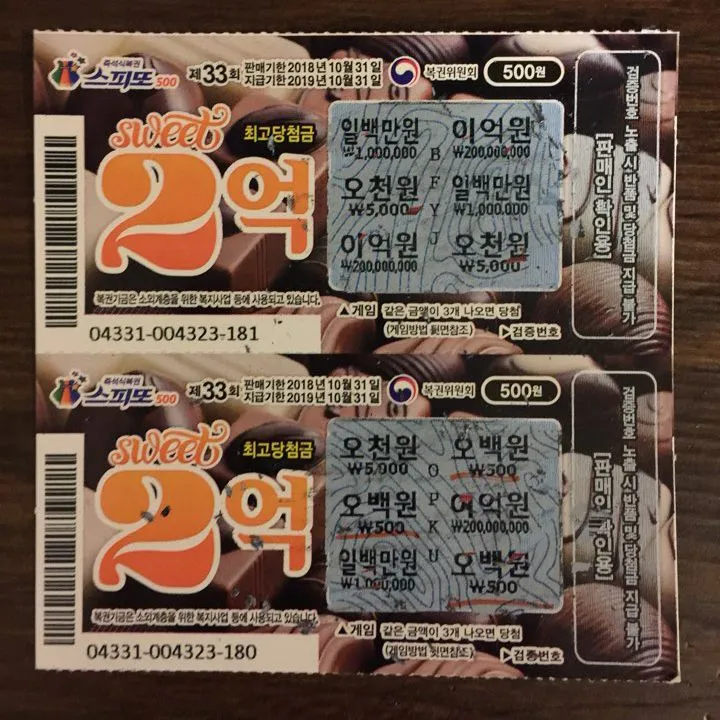 즉석식복권
스피또 500
제33회 판매기한 2018년 10월 31일
지급기한 2019년 10월 31일
복권위원회
500원
sweet
2억
최고당첨금
일백만원 이억원
₩1,000,000 B ₩200,000,000
오천원 F 일백만원
₩5,000 Y ₩1,000,000
이억원 J 오천원
₩200,000,000 ₩5,000
복권기금은 소외계층을 위한 복지사업 등에 사용되고 있습니다.
▲게임 같은 금액이 3개 나오면 당첨
(게임방법 뒷면참조) ▶검증번호
04331-004323-181
검증번호 노출 시 반품 및 당첨금 지급 불가
[판매인 확인용]
즉석식복권
스피또 500
제33회 판매기한 2018년 10월 31일
지급기한 2019년 10월 31일
복권위원회
500원
sweet
2억
최고당첨금
오천원 오백원
₩5,000 O ₩500
오백원 P 이억원
₩500 K ₩200,000,000
일백만원 U 오백원
₩1,000,000 ₩500
복권기금은 소외계층을 위한 복지사업 등에 사용되고 있습니다.
▲게임 같은 금액이 3개 나오면 당첨
(게임방법 뒷면참조) ▶검증번호
04331-004323-180
검증번호 노출 시 반품 및 당첨금 지급 불가
[판매인 확인용]